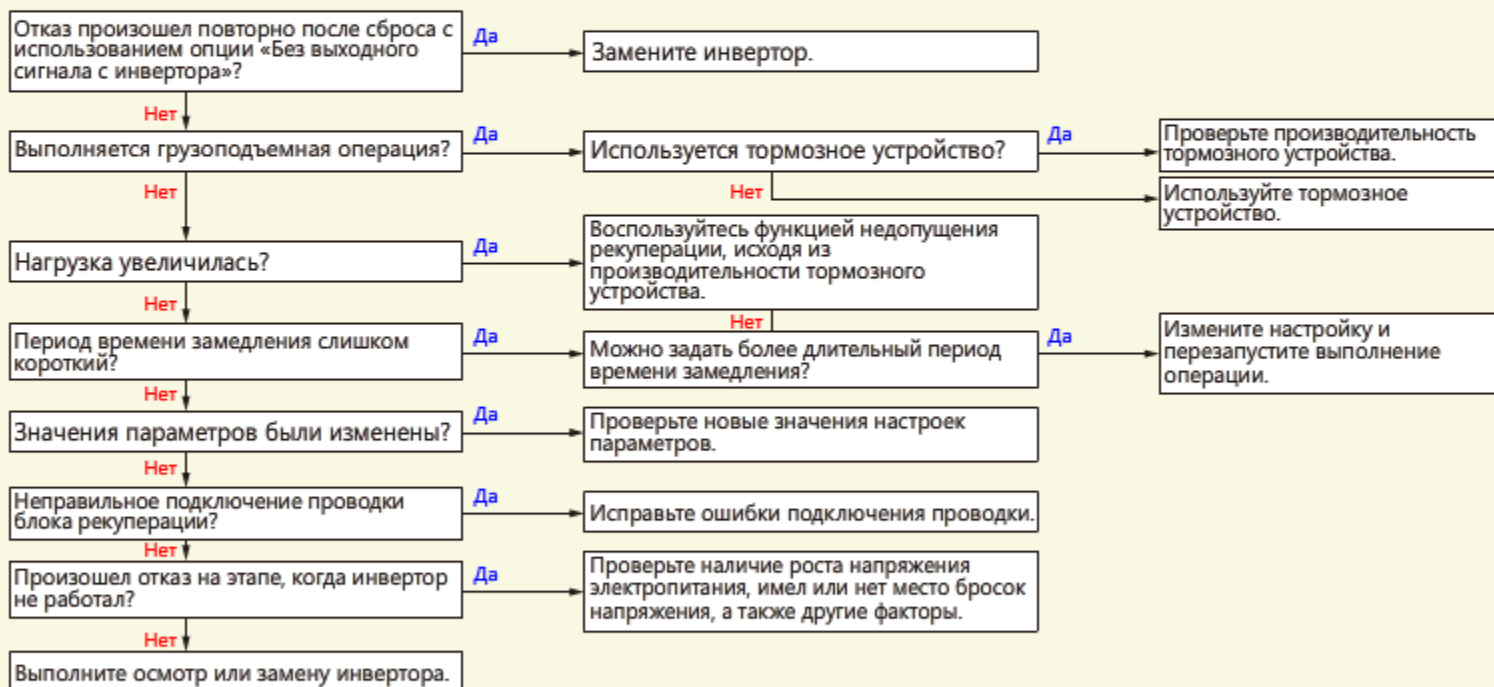 Отказ произошел повторно после сброса с
использованием опции «Без выходного
сигнала с инвертора»?
Да
Замените инвертор.
Нет
Выполняется грузоподъемная операция?
Да
Используется тормозное устройство?
Да
Проверьте производительность
тормозного устройства.
Нет
Нет
Используйте тормозное
устройство.
Нагрузка увеличилась?
Да
Воспользуйтесь функцией недопущения
рекуперации, исходя из
производительности тормозного
устройства.
Нет
Нет
Период времени замедления слишком
короткий?
Да
Можно задать более длительный период
времени замедления?
Да
Измените настройку и
перезапустите выполнение
операции.
Нет
Значения параметров были изменены?
Да
Проверьте новые значения настроек
параметров.
Нет
Неправильное подключение проводки
блока рекуперации?
Да
Исправьте ошибки подключения проводки.
Нет
Произошел отказ на этапе, когда инвертор
не работал?
Да
Проверьте наличие роста напряжения
электропитания, имел или нет место бросок
напряжения, а также другие факторы.
Нет
Выполните осмотр или замену инвертора.